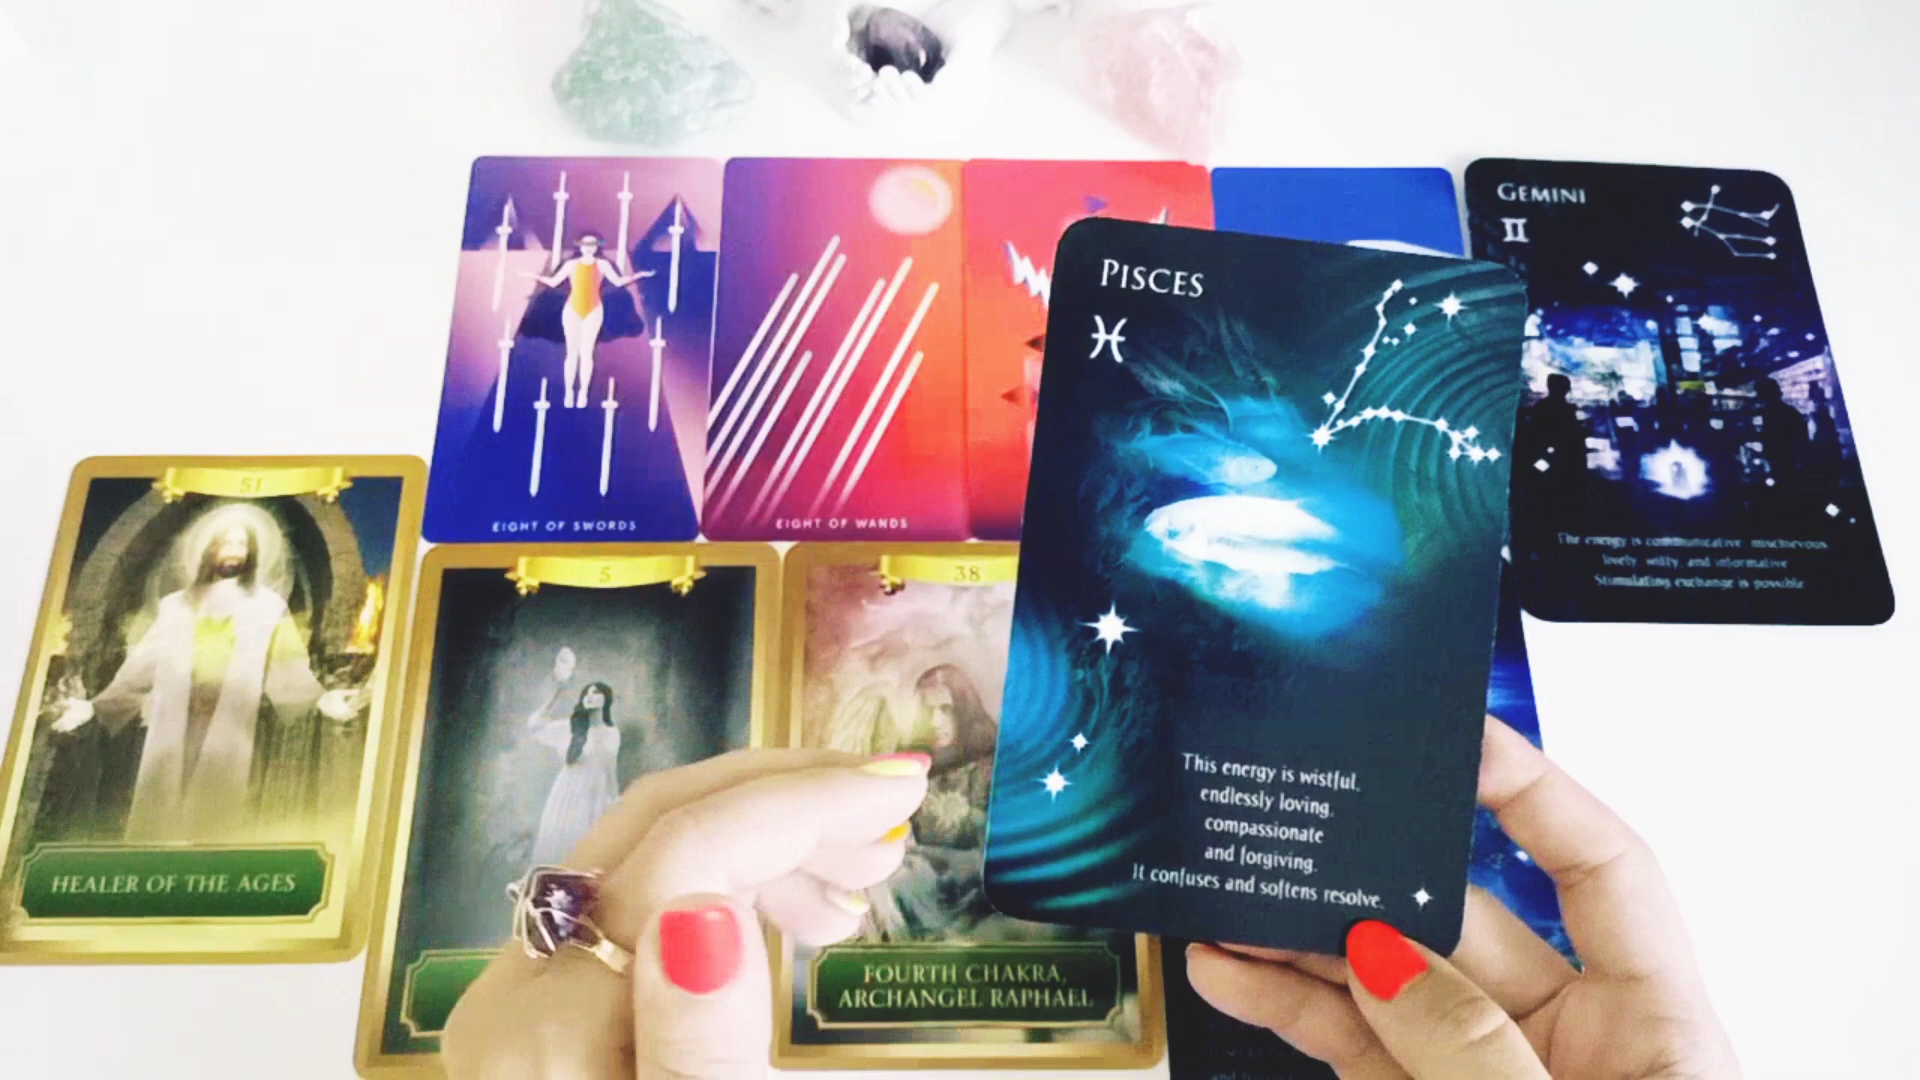 GEMINI
♊
PISCES
♓
EIGHT OF SWORDS
EIGHT OF WANDS
The energy is communicative, mischievous
lively, witty, and informative
Stimulating exchange is possible
51
5
38
This energy is wistful,
endlessly loving,
compassionate
and forgiving.
It confuses and softens resolve.
HEALER OF THE AGES
FOURTH CHAKRA,
ARCHANGEL RAPHAEL